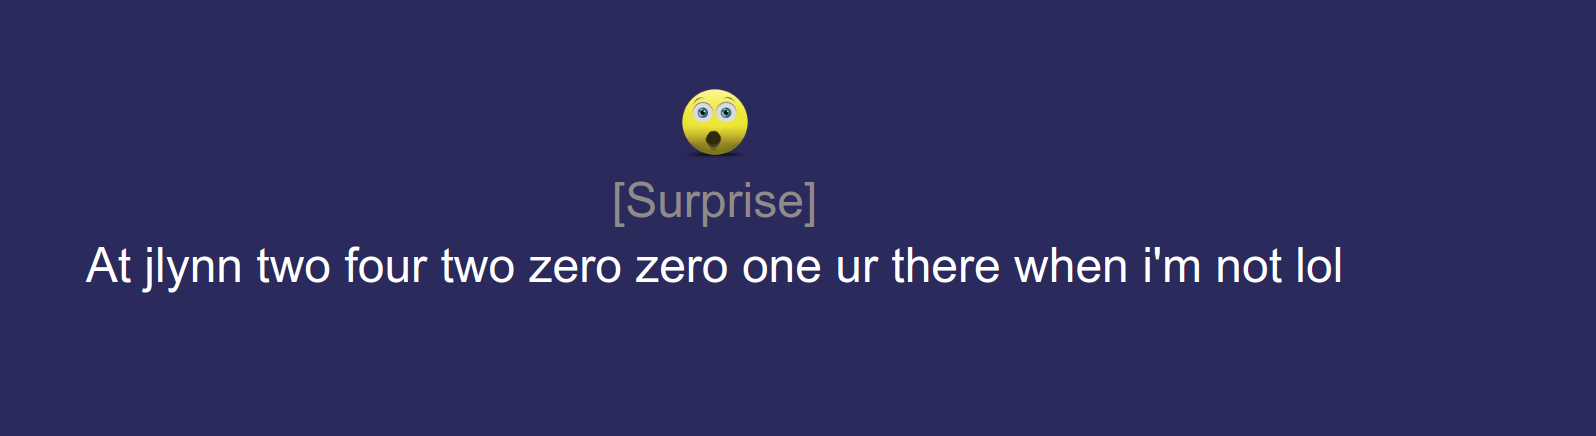 [Surprise]
At jlynn two four two zero zero one ur there when i'm not lol